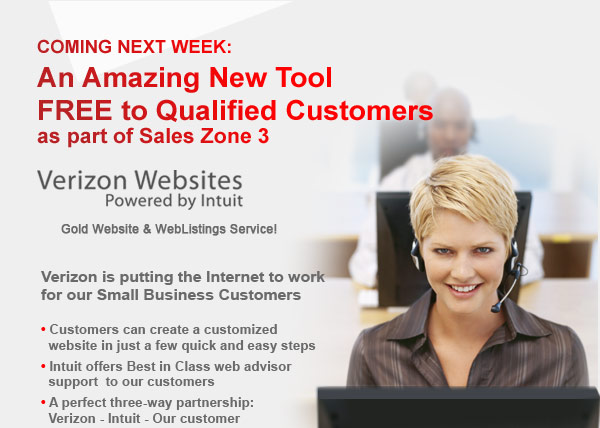 COMING NEXT WEEK:
An Amazing New Tool
FREE to Qualified Customers
as part of Sales Zone 3
Verizon Websites
Powered by Intuit
Gold Website & WebListings Service!
Verizon is putting the Internet to work
for our Small Business Customers
• Customers can create a customized
website in just a few quick and easy steps
• Intuit offers Best in Class web advisor
support to our customers
• A perfect three-way partnership:
Verizon - Intuit - Our customer